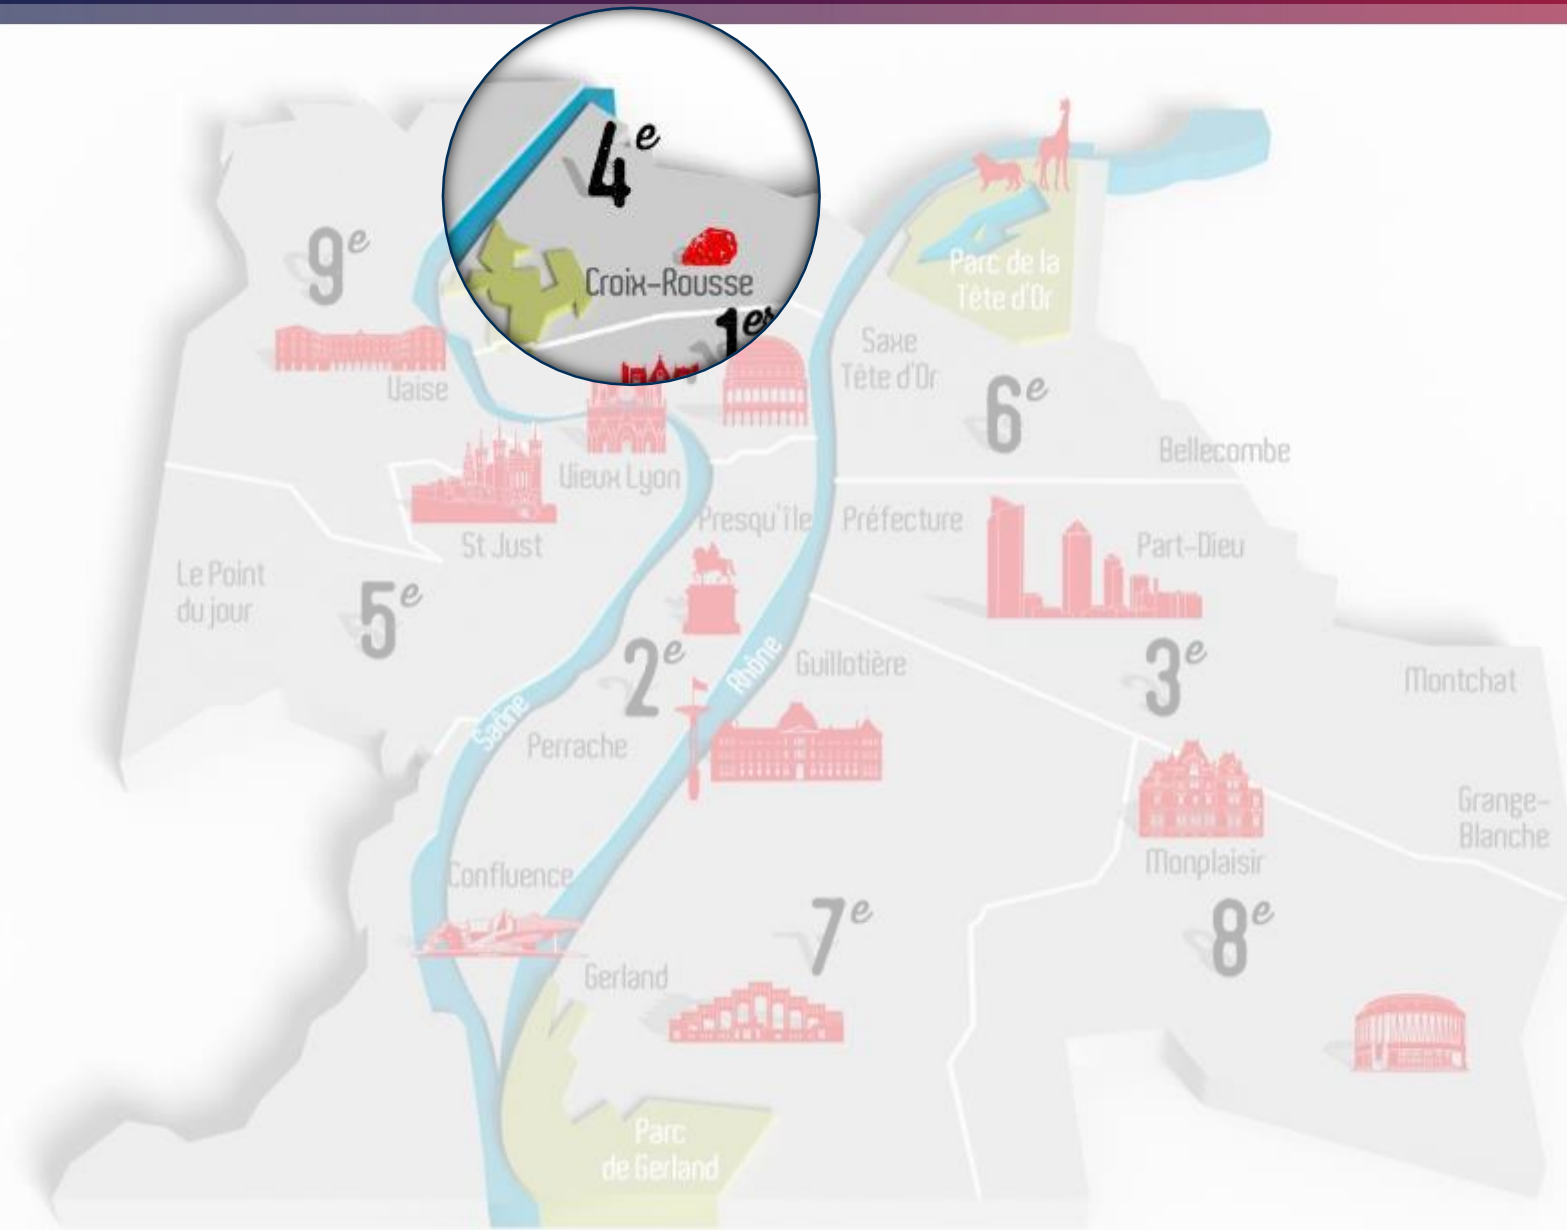 4e
Croix-Rousse
1er
9e
Vaise
Parc de la
Tête d'Or
Saxe
Tête d'Or
6e
Bellecombe
Vieux Lyon
St Just
Presqu'île
Préfecture
Part-Dieu
Le Point
du jour
5e
2e
Rhône
Guillotière
3e
Montchat
Saône
Perrache
Grange-
Blanche
Monplaisir
Confluence
7e
8e
Gerland
Parc
de Gerland